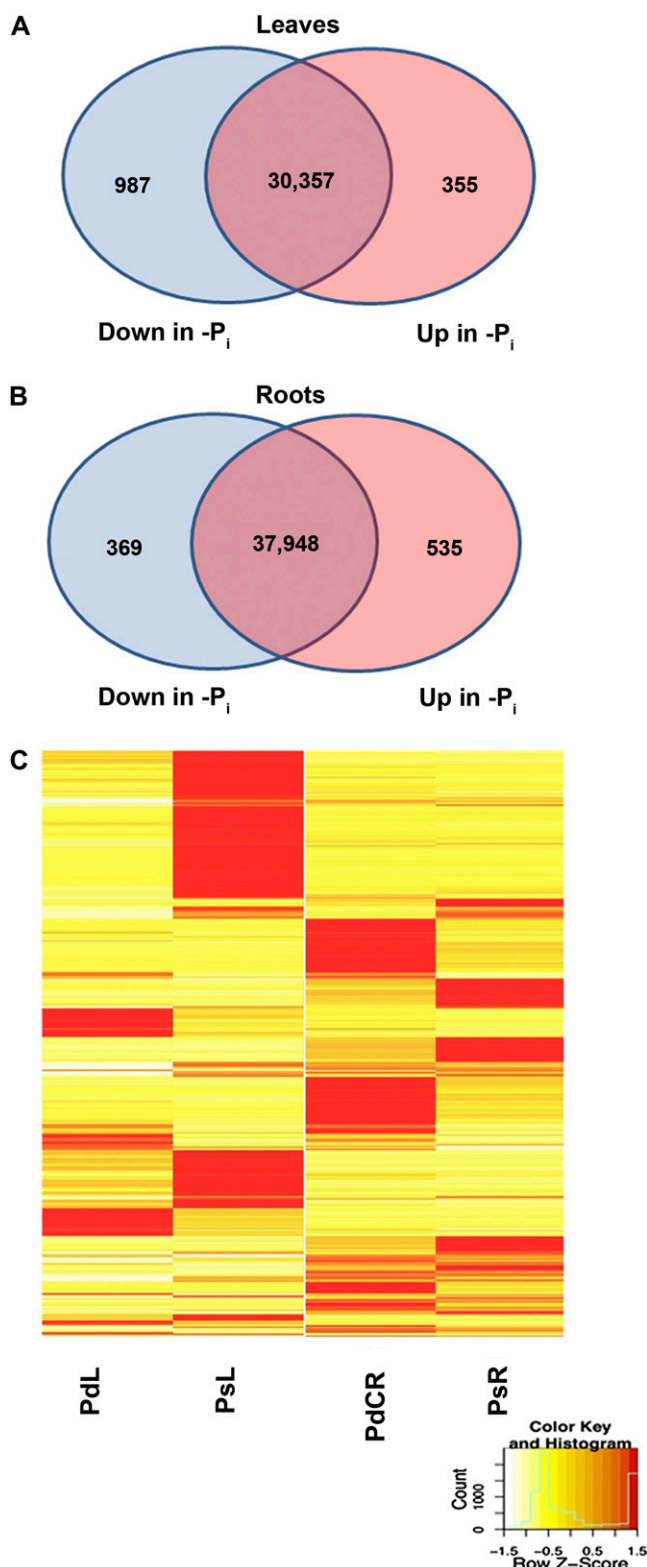 A
Leaves
987
30,357
355
Down in -Pi
Up in -Pi
B
Roots
369
37,948
535
Down in -Pi
Up in -Pi
C
PdL
PsL
PdCR
PsR
Color Key
and Histogram
Count
0
1000
-1.5
-0.5
0.5
1.5
Row Z-Score